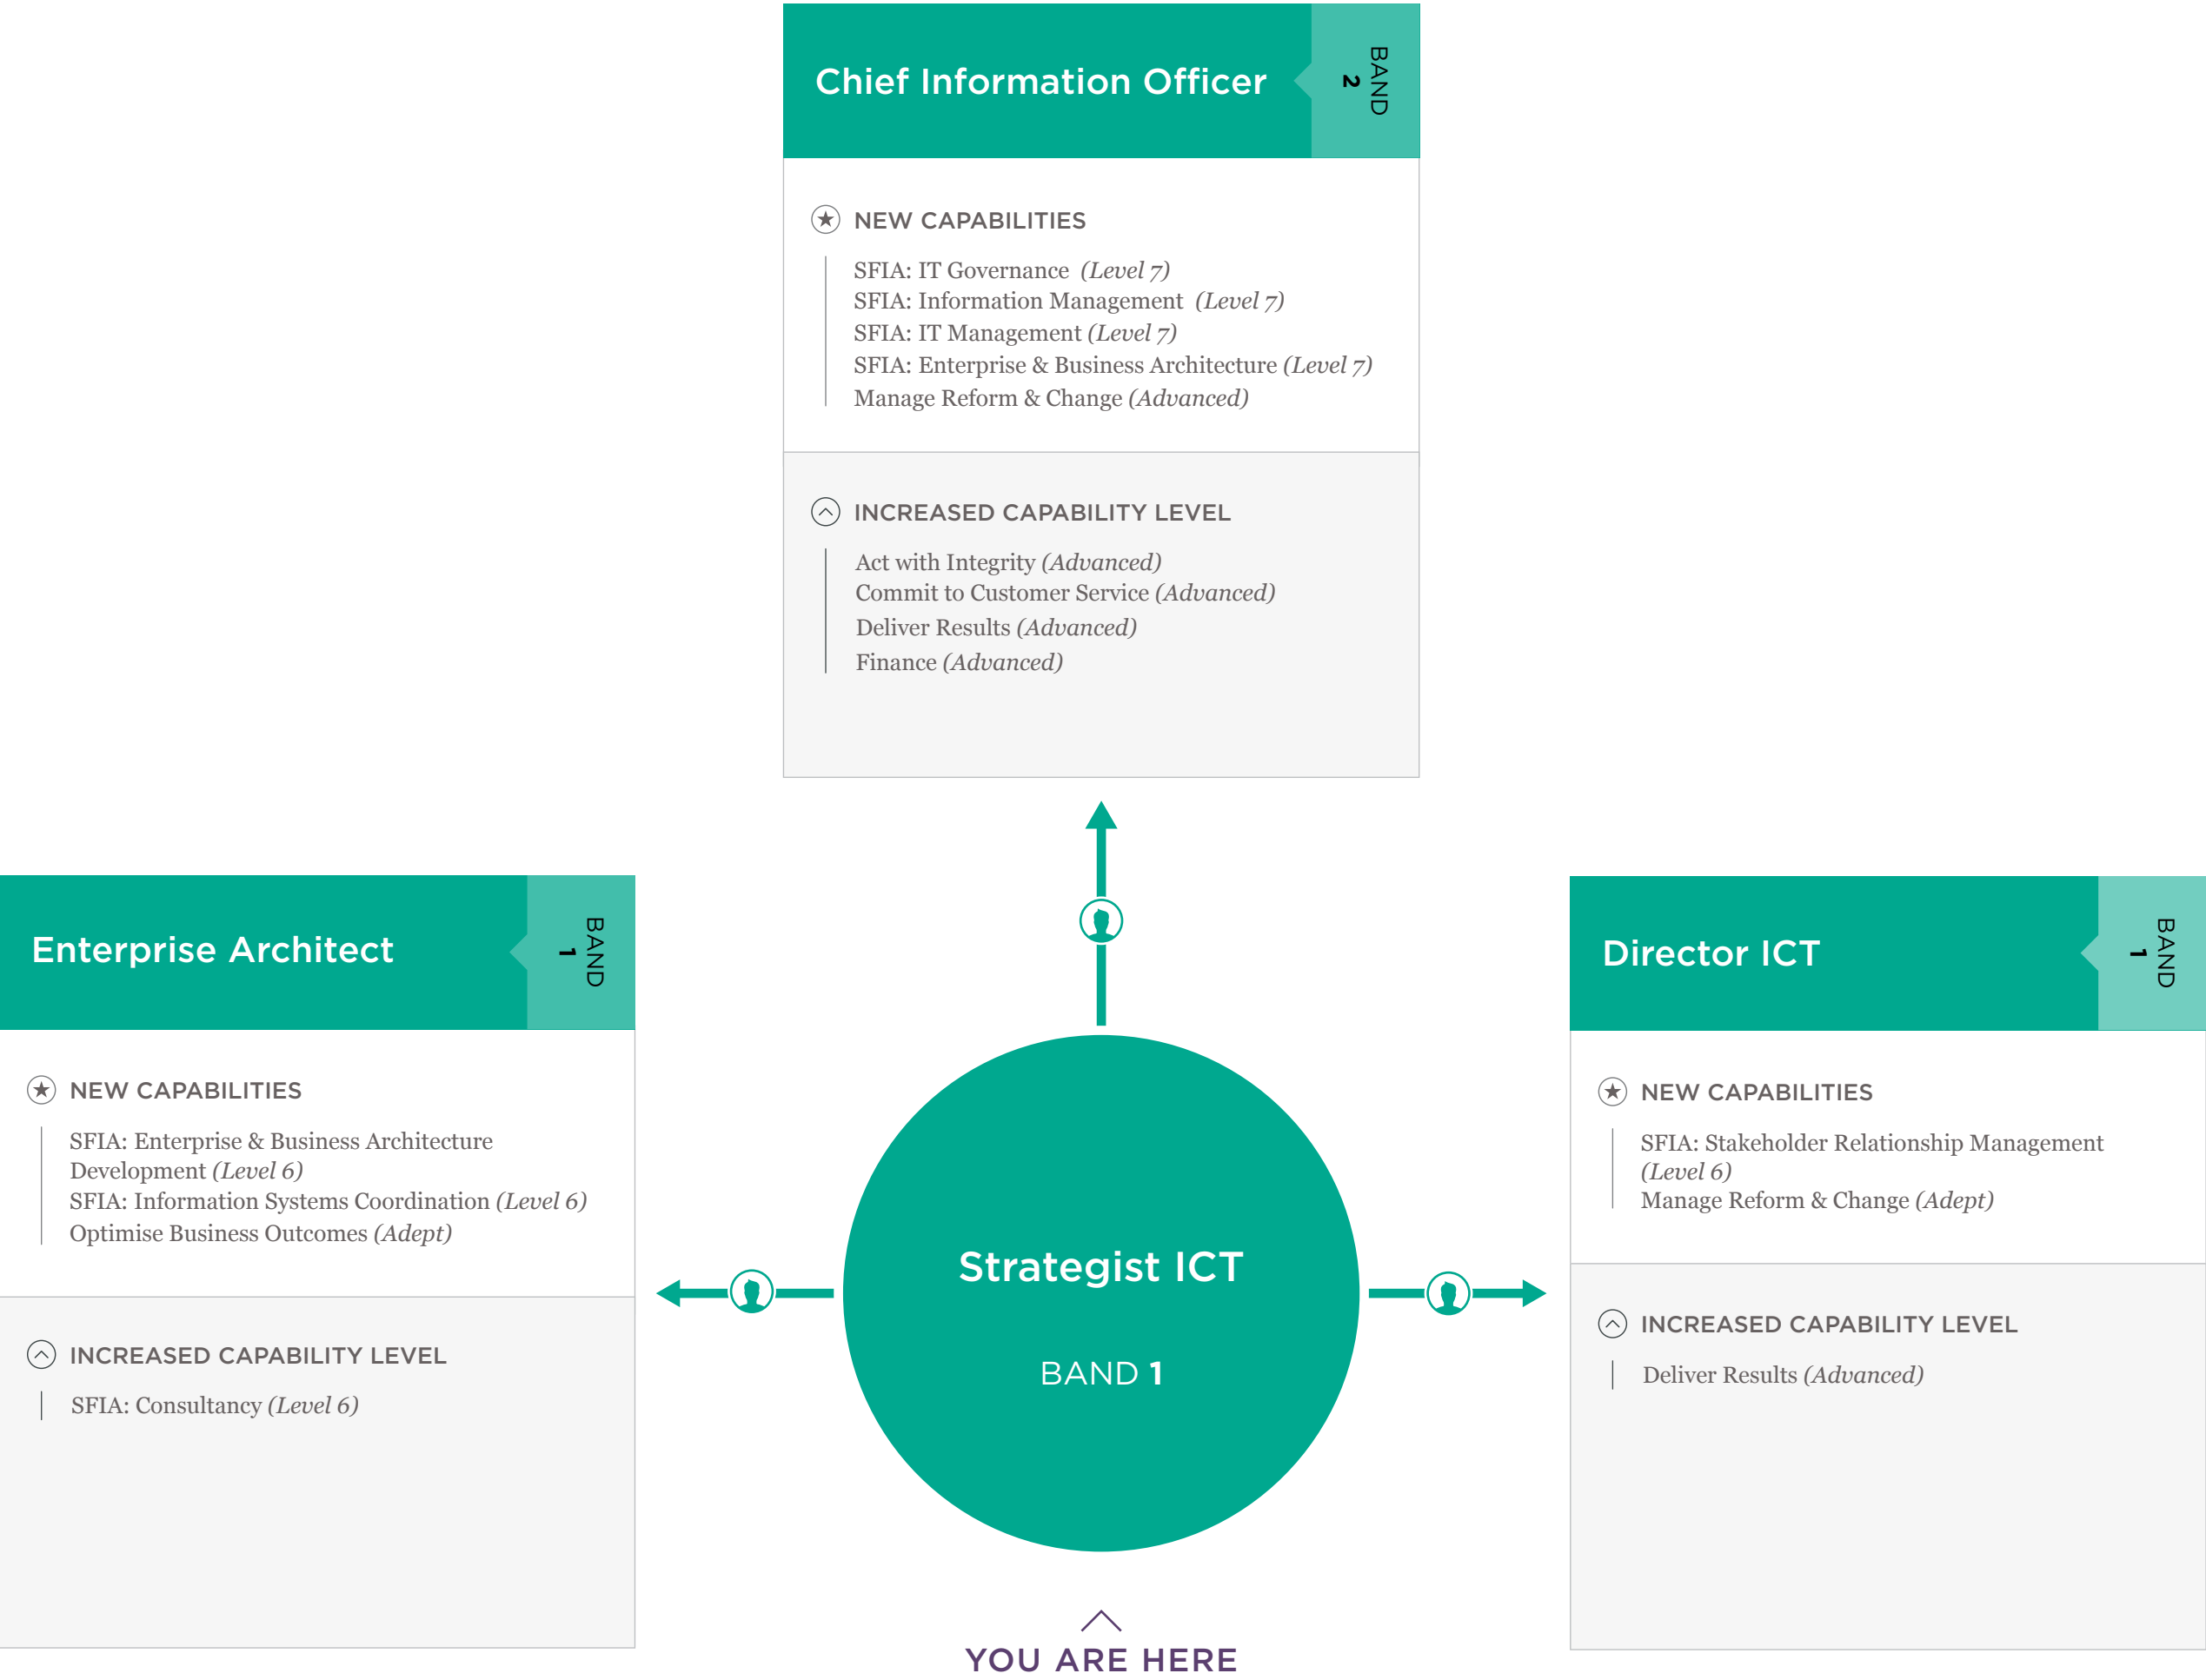 Chief Information Officer
BAND
2
NEW CAPABILITIES
SFIA: IT Governance (Level 7)
SFIA: Information Management (Level 7)
SFIA: IT Management (Level 7)
SFIA: Enterprise & Business Architecture (Level 7)
Manage Reform & Change (Advanced)
INCREASED CAPABILITY LEVEL
Act with Integrity (Advanced)
Commit to Customer Service (Advanced)
Deliver Results (Advanced)
Finance (Advanced)
Enterprise Architect
BAND
1
NEW CAPABILITIES
SFIA: Enterprise & Business Architecture
Development (Level 6)
SFIA: Information Systems Coordination (Level 6)
Optimise Business Outcomes (Adept)
INCREASED CAPABILITY LEVEL
SFIA: Consultancy (Level 6)
Strategist ICT
BAND 1
YOU ARE HERE
Director ICT
BAND
1
NEW CAPABILITIES
SFIA: Stakeholder Relationship Management
(Level 6)
Manage Reform & Change (Adept)
INCREASED CAPABILITY LEVEL
Deliver Results (Advanced)